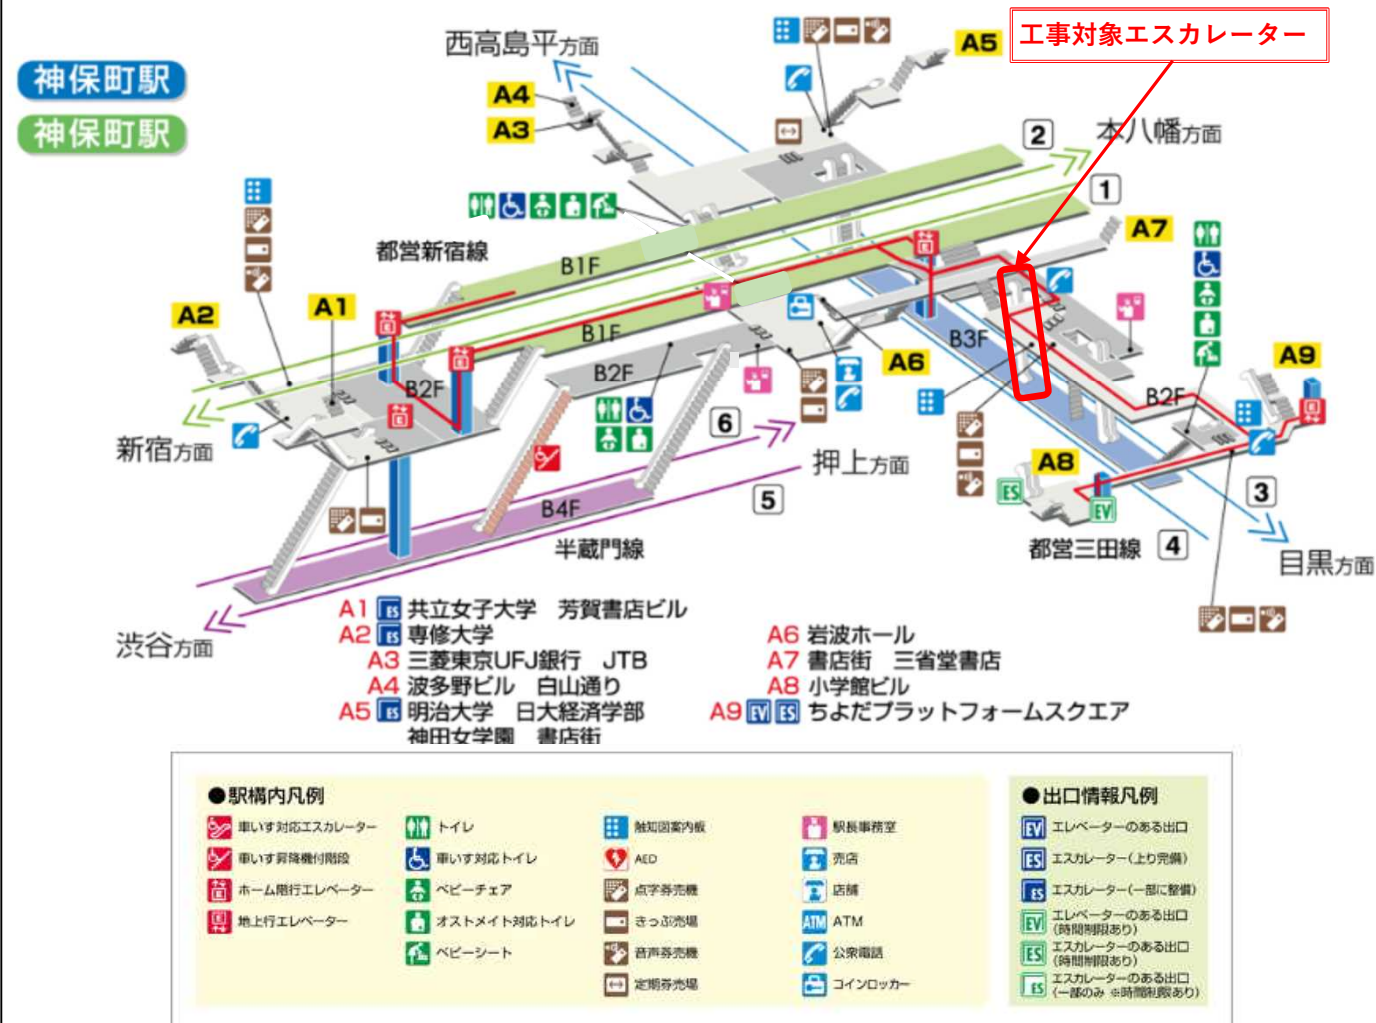 工事対象エスカレーター
西高島平方面
A5
神保町駅
A4
神保町駅
A3
2
本八幡方面
1
A7
都営新宿線
B1F
A2
A1
B1F
B3F
A6
A9
B2F
B2F
B2F
6
新宿方面
押上方面
A8
ES
EV
5
3
B4F
半蔵門線
都営三田線 4
目黒方面
渋谷方面
A1 ES 共立女子大学 芳賀書店ビル
A2 ES 専修大学
A3 三菱東京UFJ銀行 JTB
A4 波多野ビル 白山通り
A5 ES 明治大学 日大経済学部
神田女学園 書店街
A6 岩波ホール
A7 書店街 三省堂書店
A8 小学館ビル
A9 EV ES ちよだプラットフォームスクエア
●駅構内凡例
車いす対応エスカレーター
車いす昇降機付階段
ホーム階行エレベーター
地上行エレベーター
トイレ
車いす対応トイレ
ベビーチェア
オストメイト対応トイレ
ベビーシート
触知図案内板
AED
点字券売機
きっぷ売場
音声券売機
定期券売場
駅長事務室
売店
店舗
ATM ATM
公衆電話
コインロッカー
●出口情報凡例
EV エレベーターのある出口
ES エスカレーター(上り完備)
ES エスカレーター(一部に整備)
EV エレベーターのある出口
(時間制限あり)
ES エスカレーターのある出口
(時間制限あり)
ES エスカレーターのある出口
(一部のみ ※時間制限あり)